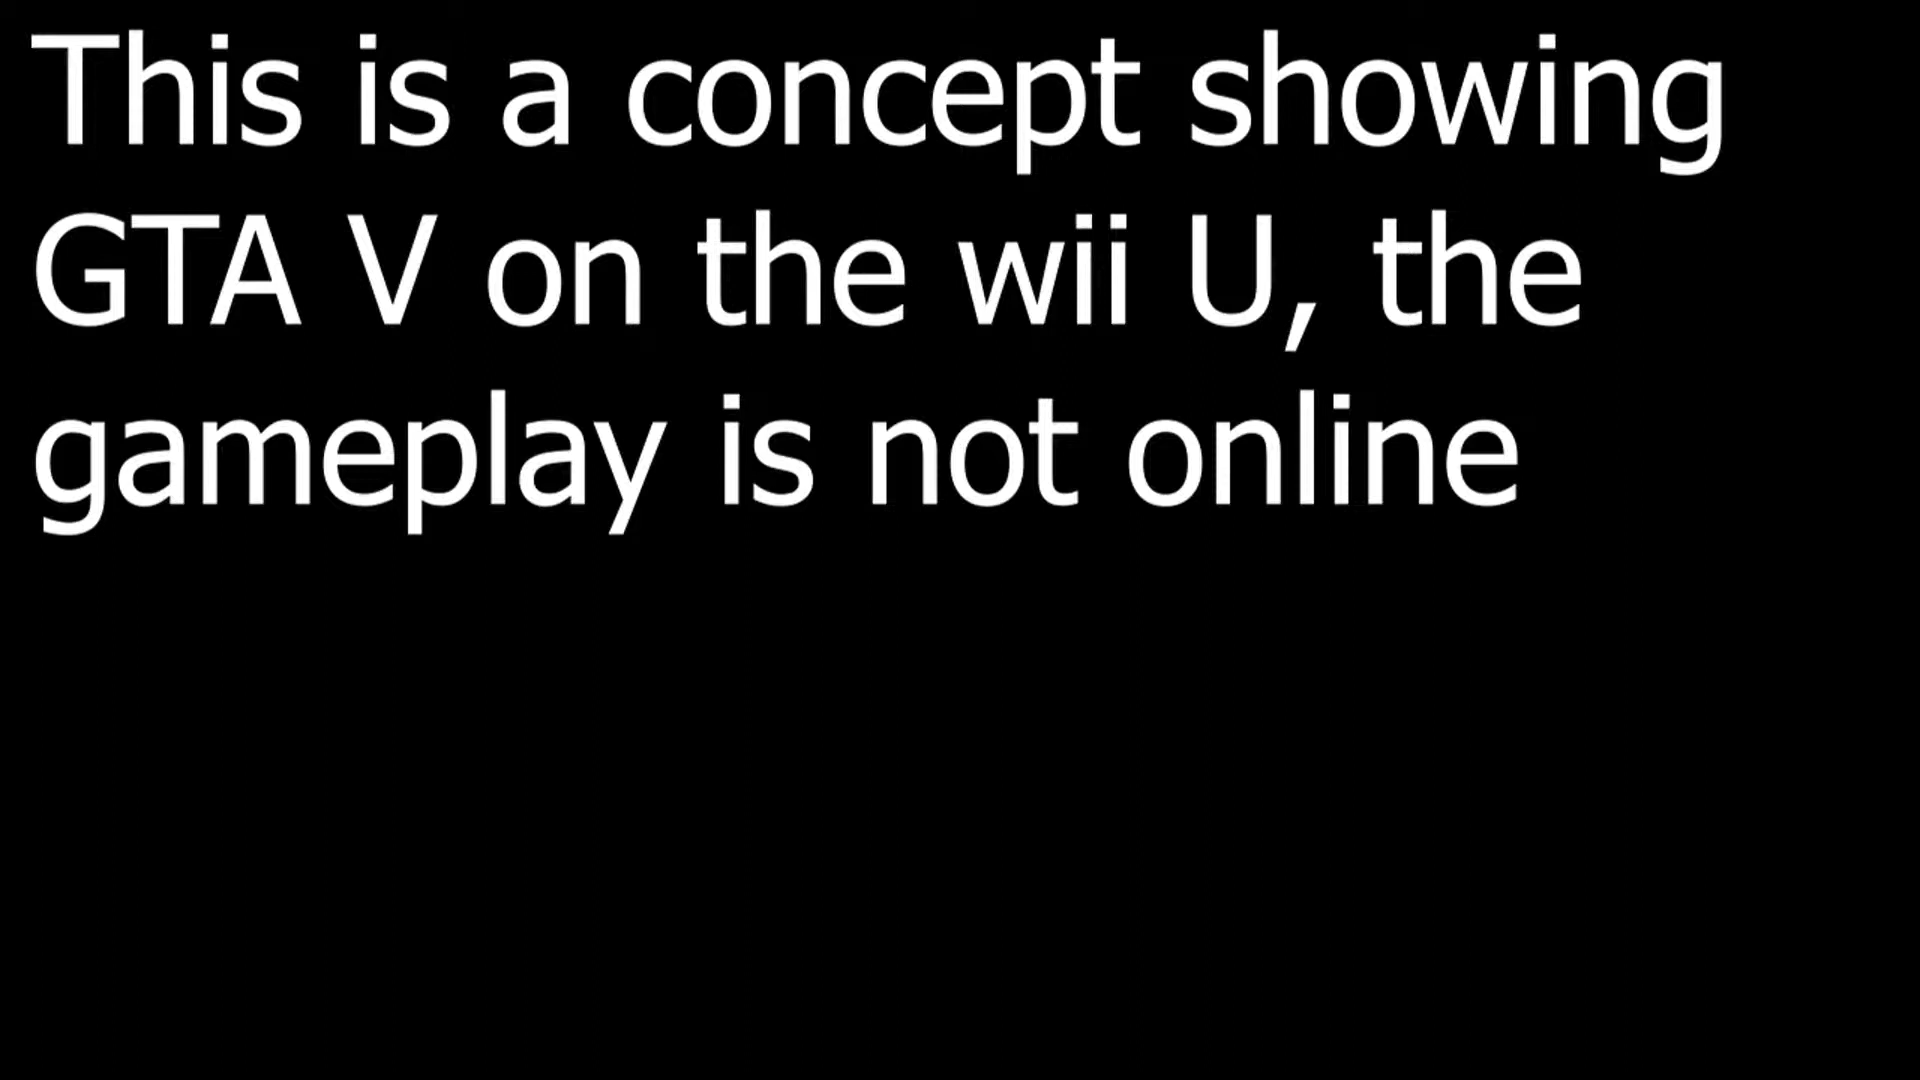 This is a concept showing
GTA V on the wii U, the
gameplay is not online